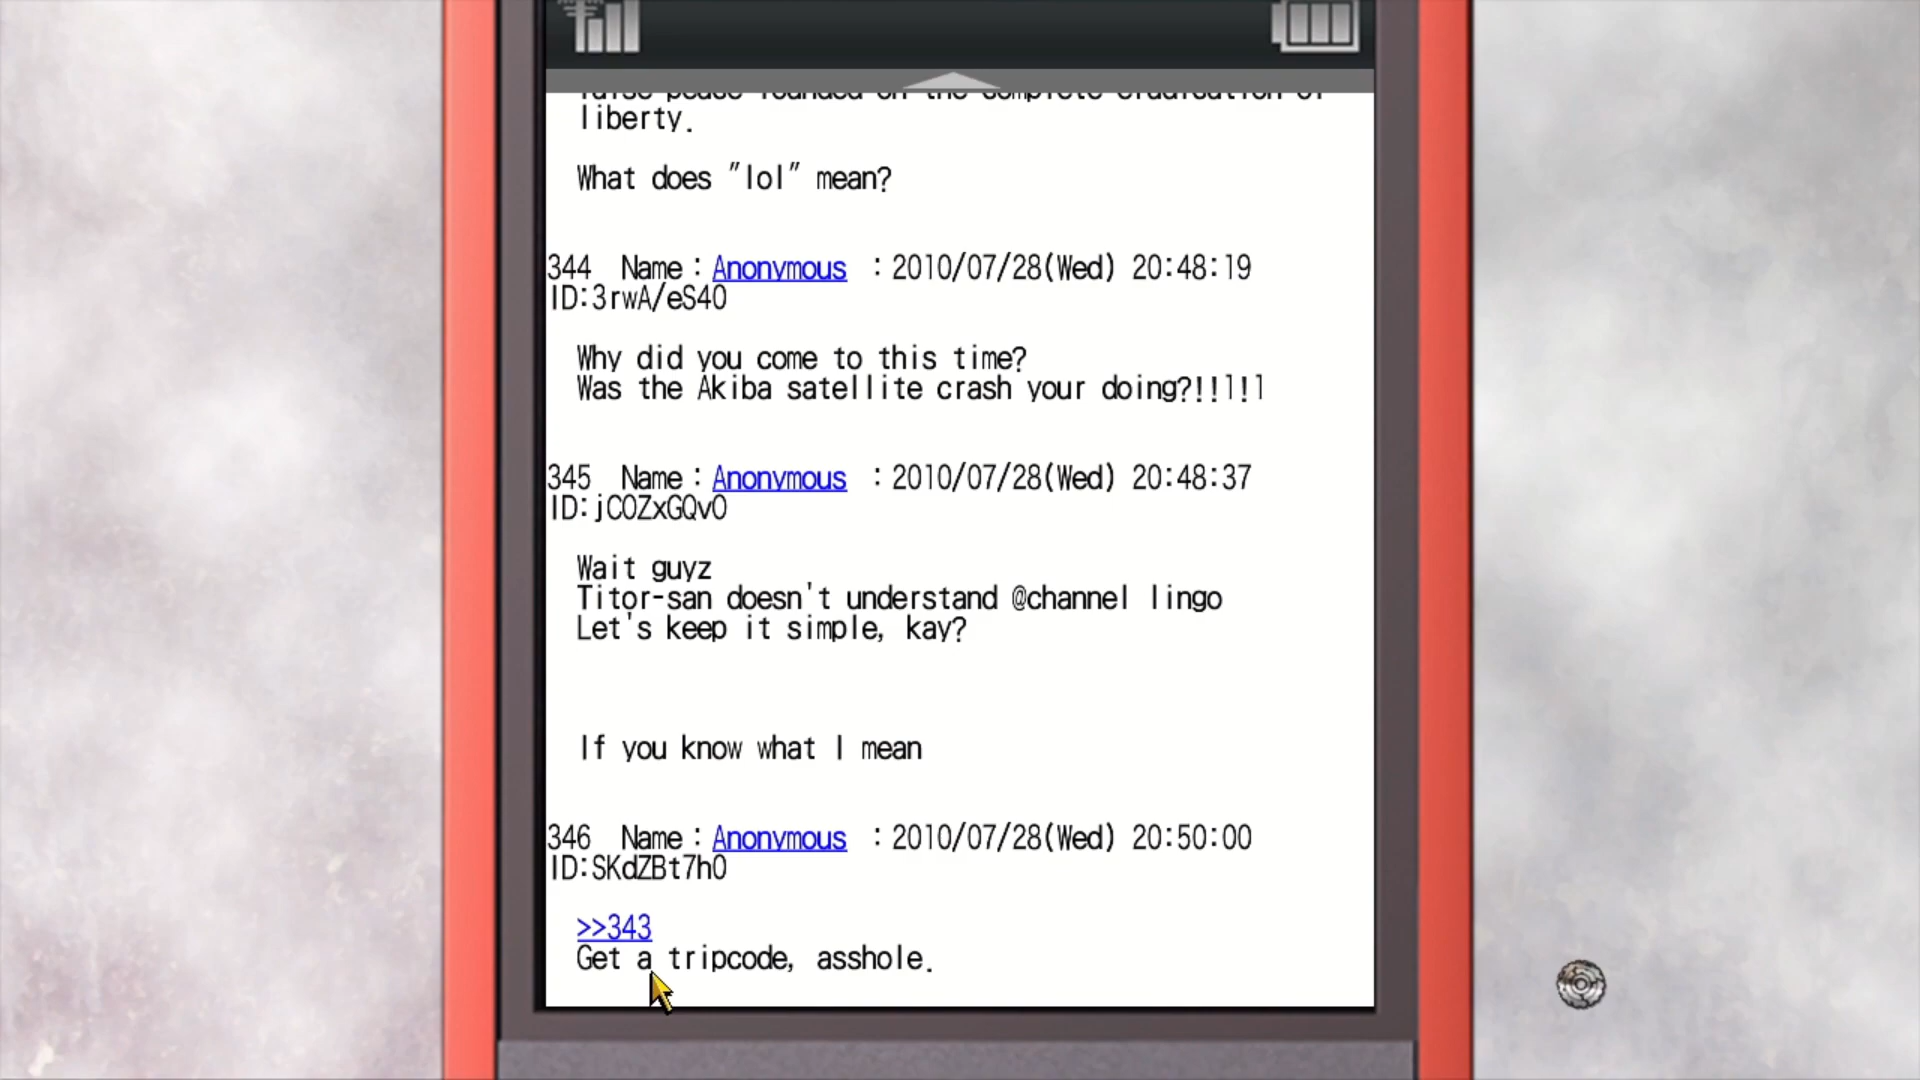 liberty.
What does "lol" mean?
344 Name：Anonymous ：2010/07/28(Wed) 20:48:19
ID:3rwA/eS40
Why did you come to this time?
Was the Akiba satellite crash your doing?!!1!1
345 Name：Anonymous ：2010/07/28(Wed) 20:48:37
ID:jCOZxGQv0
Wait guyz
Titor-san doesn't understand @channel lingo
Let's keep it simple, kay?
If you know what I mean
346 Name：Anonymous ：2010/07/28(Wed) 20:50:00
ID:SKdZBt7h0
>>343
Get a tripcode, asshole.